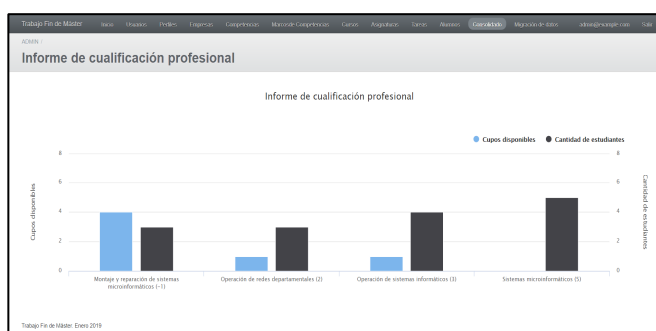 Trabajo Fin de Máster Inicio Usuarios Perfiles Empresas Competencias Marcos de Competencias Cursos Asignaturas Tareas Alumnos Consolidado Migración de datos admin@example.com Salir
ADMIN /
Informe de cualificación profesional
Informe de cualificación profesional
Cupos disponibles Cantidad de estudiantes
8 8
6 6
4 4
2 2
0 0
Cupos disponibles
Cantidad de estudiantes
Montaje y reparación de sistemas
microinformáticos (-1)
Operación de redes departamentales (2)
Operación de sistemas informáticos (3)
Sistemas microinformáticos (5)
Trabajo Fin de Máster. Enero 2019